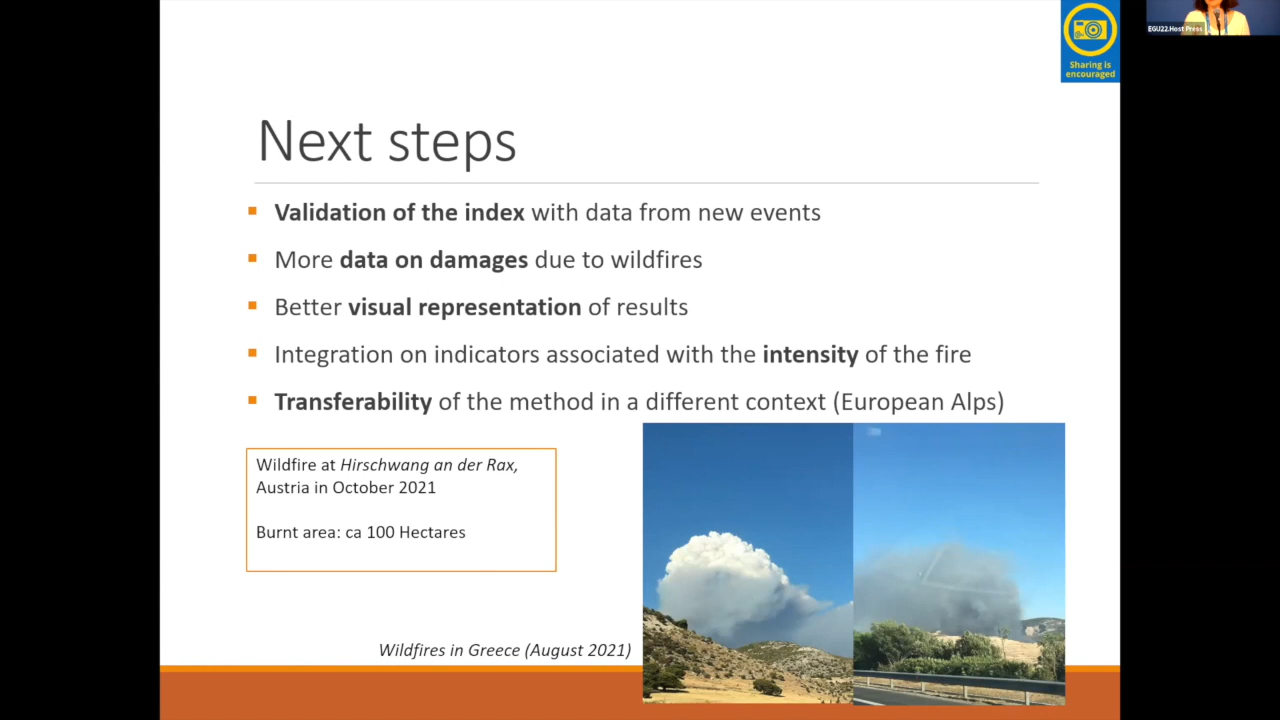 Sharing is
encouraged
EGU22.Host Press
Next steps
Validation of the index with data from new events
More data on damages due to wildfires
Better visual representation of results
Integration on indicators associated with the intensity of the fire
Transferability of the method in a different context (European Alps)
Wildfire at Hirschwang an der Rax,
Austria in October 2021
Burnt area: ca 100 Hectares
Wildfires in Greece (August 2021)